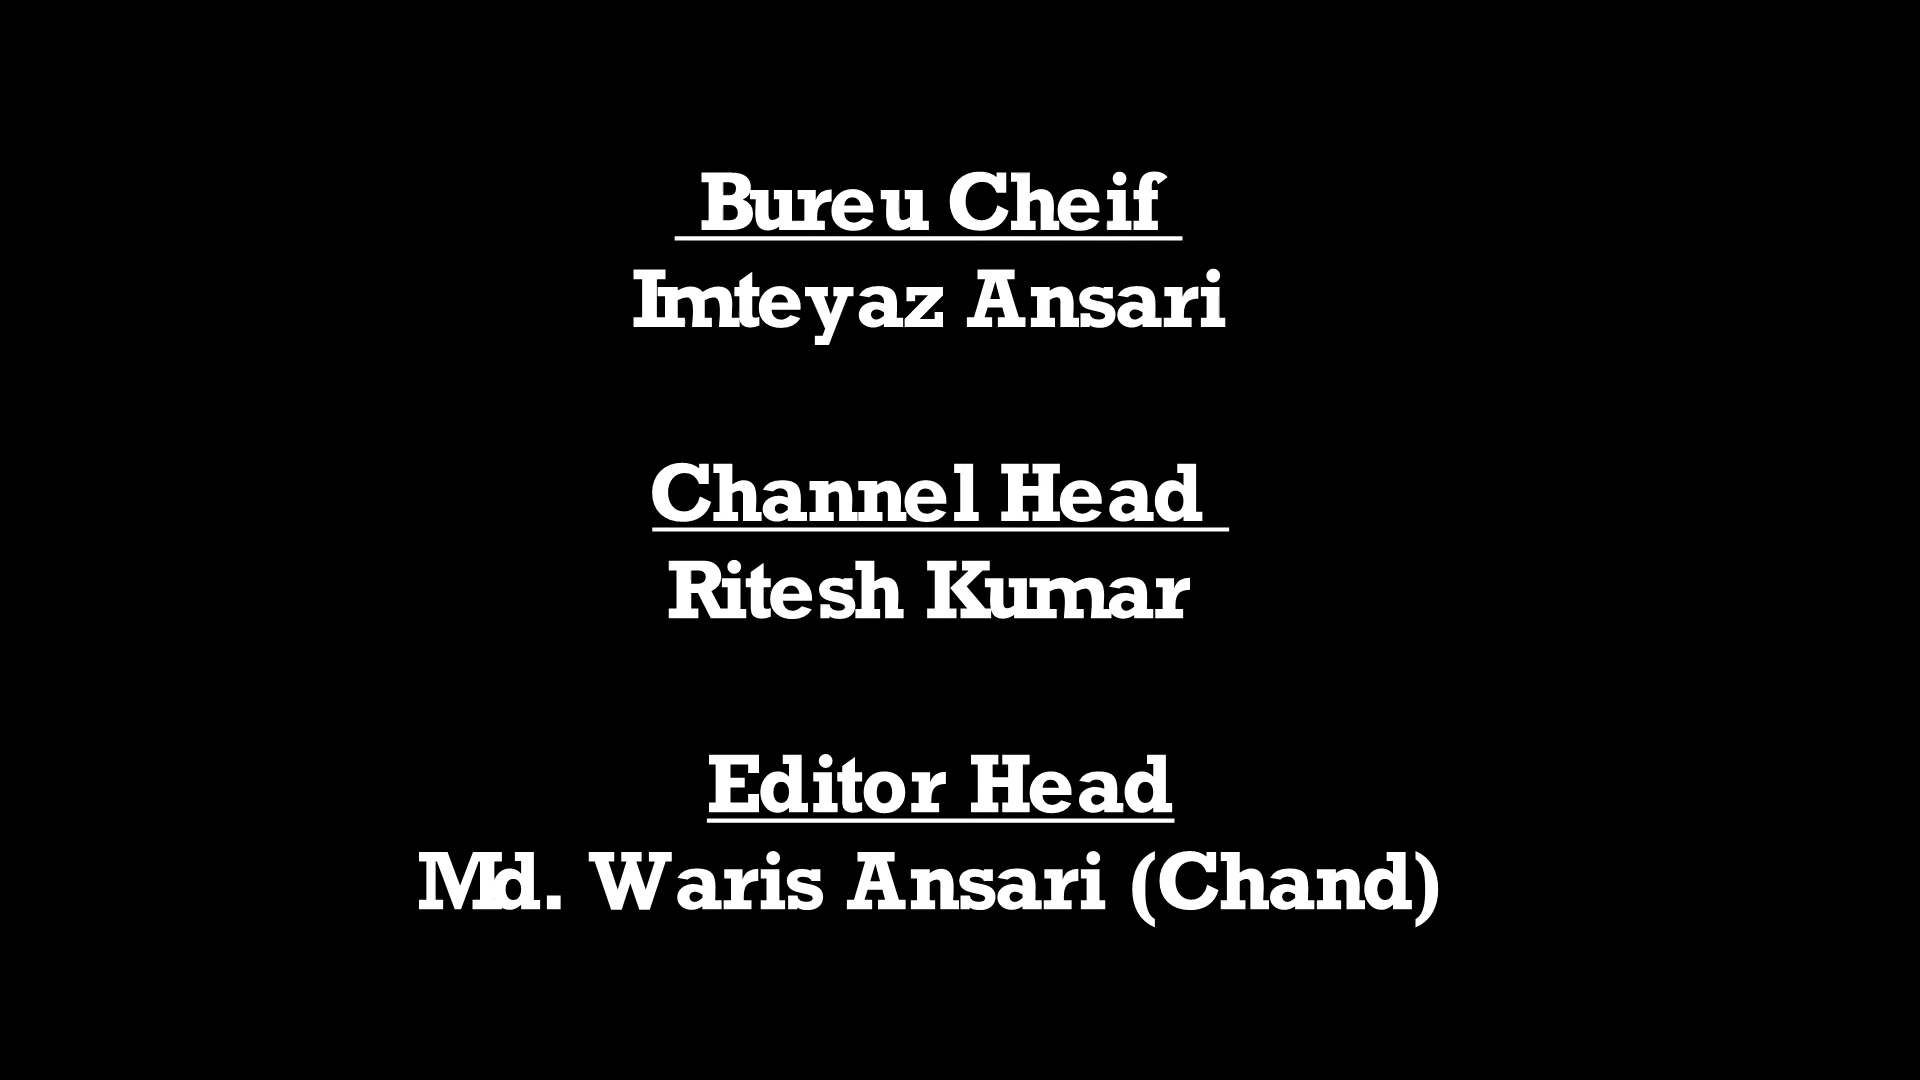 Bureu Cheif
Imteyaz Ansari
Channel Head
Ritesh Kumar
Editor Head
Md. Waris Ansari (Chand)